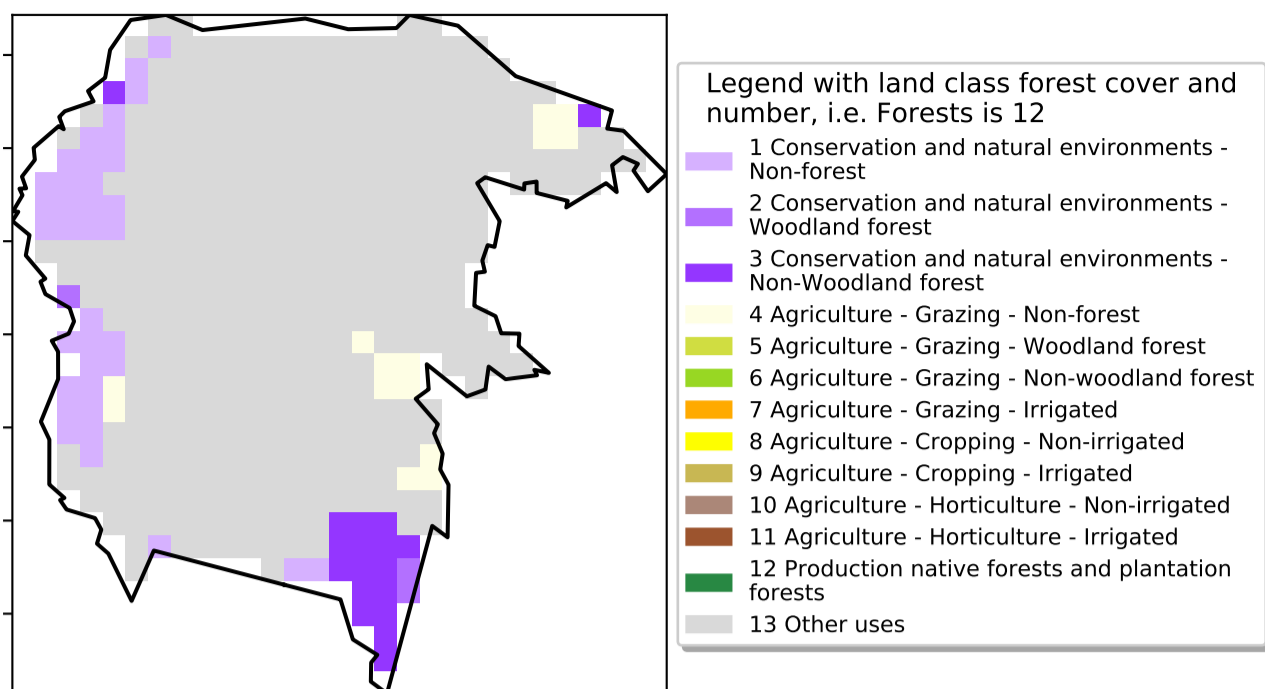 Legend with land class forest cover and
number, i.e. Forests is 12
1 Conservation and natural environments -
Non-forest
2 Conservation and natural environments -
Woodland forest
3 Conservation and natural environments -
Non-Woodland forest
4 Agriculture - Grazing - Non-forest
5 Agriculture - Grazing - Woodland forest
6 Agriculture - Grazing - Non-woodland forest
7 Agriculture - Grazing - Irrigated
8 Agriculture - Cropping - Non-irrigated
9 Agriculture - Cropping - Irrigated
10 Agriculture - Horticulture - Non-irrigated
11 Agriculture - Horticulture - Irrigated
12 Production native forests and plantation
forests
13 Other uses